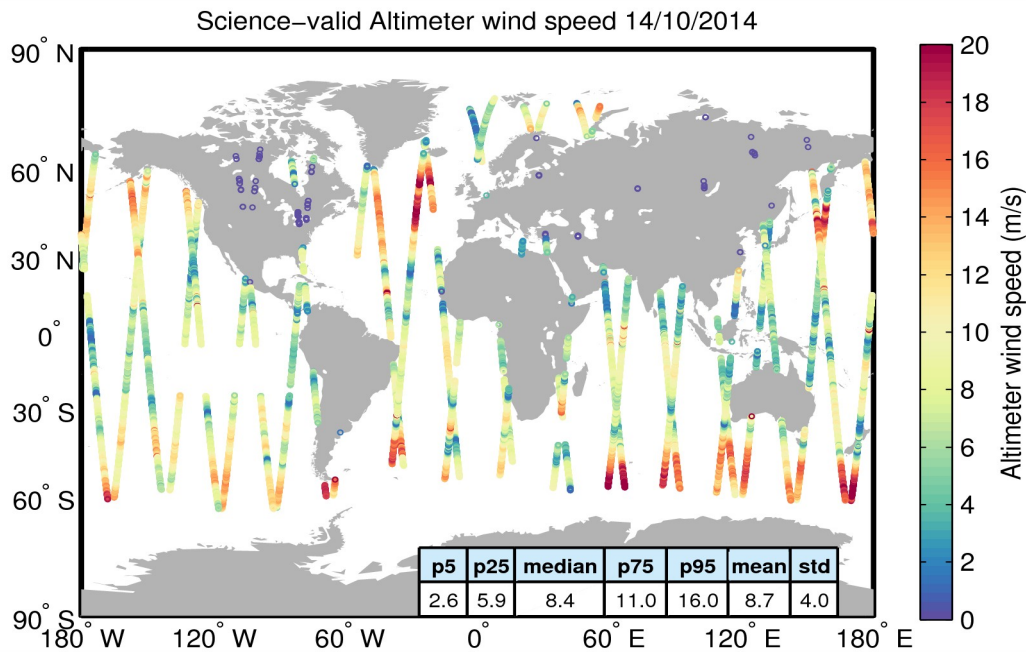 Science−valid Altimeter wind speed 14/10/2014
90° N
60° N
30° N
0°
30° S
60° S
90° S
180° W
120° W
60° W
0°
60° E
120° E
180° E
p5 p25 median p75 p95 mean std
2.6 5.9 8.4 11.0 16.0 8.7 4.0
20
18
16
14
12
10
8
6
4
2
0
Altimeter wind speed (m/s)